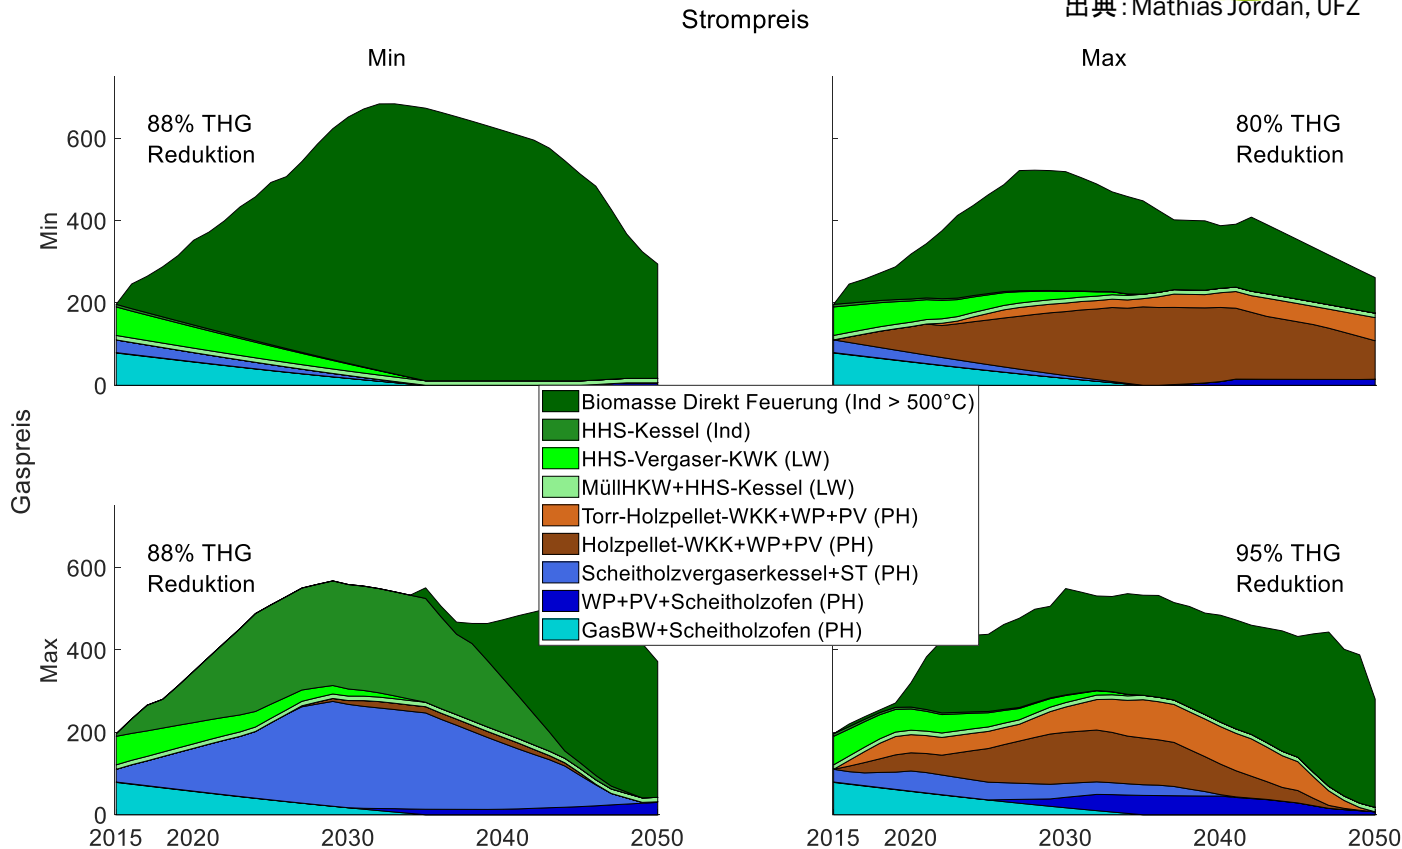 出典：Mathias Jordan, UFZ
Strompreis
Min
Max
88% THG
Reduktion
80% THG
Reduktion
600
400
200
0
Min
Gaspreis
Biomasse Direkt Feuerung (Ind > 500°C)
HHS-Kessel (Ind)
HHS-Vergaser-KWK (LW)
MüllHKW+HHS-Kessel (LW)
Torr-Holzpellet-WKK+WP+PV (PH)
Holzpellet-WKK+WP+PV (PH)
Scheitholzvergaserkessel+ST (PH)
WP+PV+Scheitholzofen (PH)
GasBW+Scheitholzofen (PH)
88% THG
Reduktion
95% THG
Reduktion
600
400
200
0
Max
2015 2020 2030 2040 2050
2015 2020 2030 2040 2050